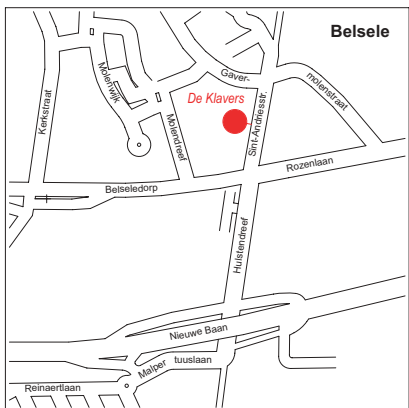 Belsele
Gaver-
molenstraat
Molenwijk
Kerkstraat
De Klavers
Sint-Andriesstr.
Molendreef
Rozenlaan
Belseledorp
Hulstendreef
Nieuwe Baan
Malper
tuuslaan
Reinaertlaan